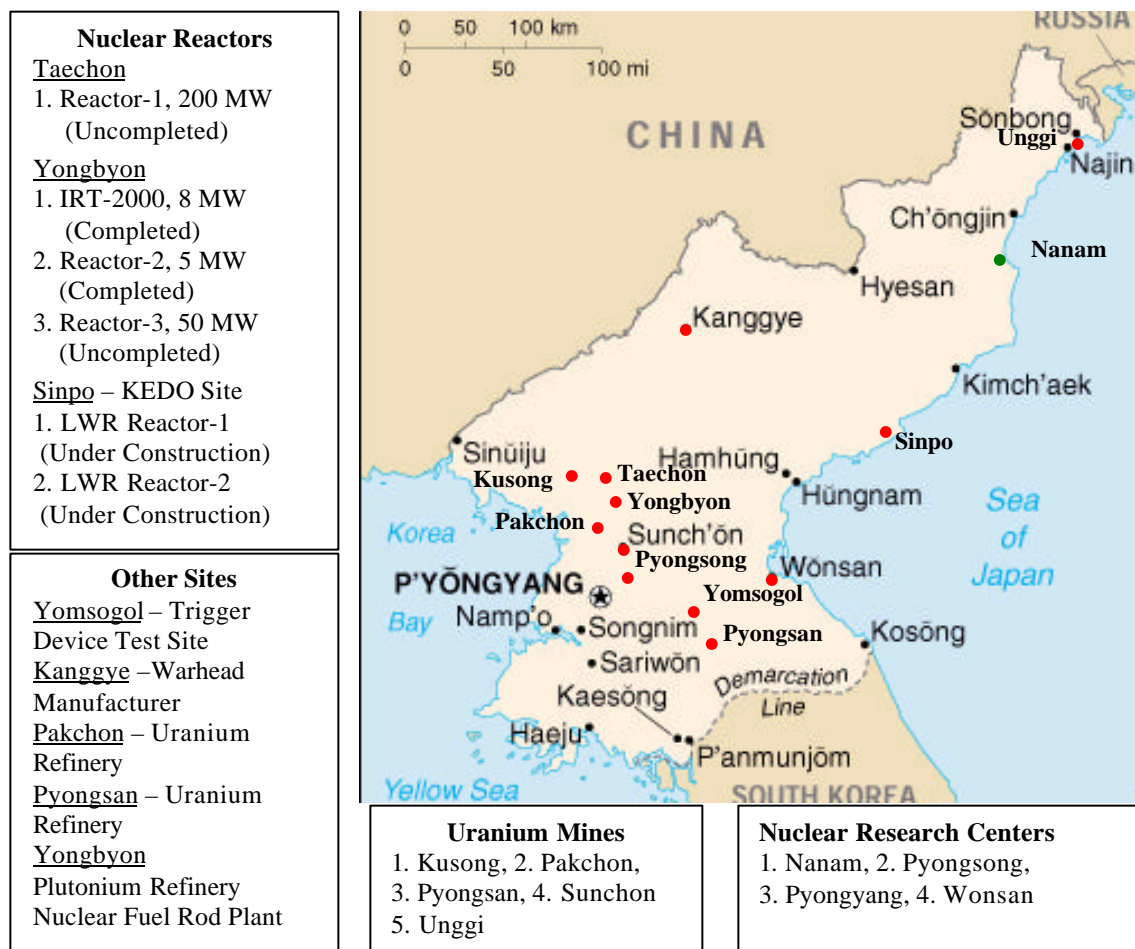 Nuclear Reactors
Taechon
1. Reactor-1, 200 MW
(Uncompleted)
Yongbyon
1. IRT-2000, 8 MW
(Completed)
2. Reactor-2, 5 MW
(Completed)
3. Reactor-3, 50 MW
(Uncompleted)
Sinpo – KEDO Site
1. LWR Reactor-1
(Under Construction)
2. LWR Reactor-2
(Under Construction)
Other Sites
Yomsogol – Trigger
Device Test Site
Kanggye –Warhead
Manufacturer
Pakchon – Uranium
Refinery
Pyongsan – Uranium
Refinery
Yongbyon
Plutonium Refinery
Nuclear Fuel Rod Plant
0 50 100 km
0 50 100 mi
RUSSIA
CHINA
Sŏnbong
Unggi
Najin
Ch'ŏngjin
Nanam
Hyesan
Kanggye
Kimch'aek
Sinpo
Sinŭiju
Hamhŭng
Kusong
Taechon
Hŭngnam
Yongbyon
Pakchon
Sunch'ŏn
Korea
Bay
Sea
of
Japan
Pyongsong
Wŏnsan
P'YŎNGYANG
Yomsogol
Namp'o
Songnim
Pyongsan
Kosŏng
Sariwŏn
Demarcation
Line
Kaesŏng
Haeju
P'anmunjŏm
Yellow Sea
SOUTH KOREA
Uranium Mines
1. Kusong, 2. Pakchon,
3. Pyongsan, 4. Sunchon
5. Unggi
Nuclear Research Centers
1. Nanam, 2. Pyongsong,
3. Pyongyang, 4. Wonsan